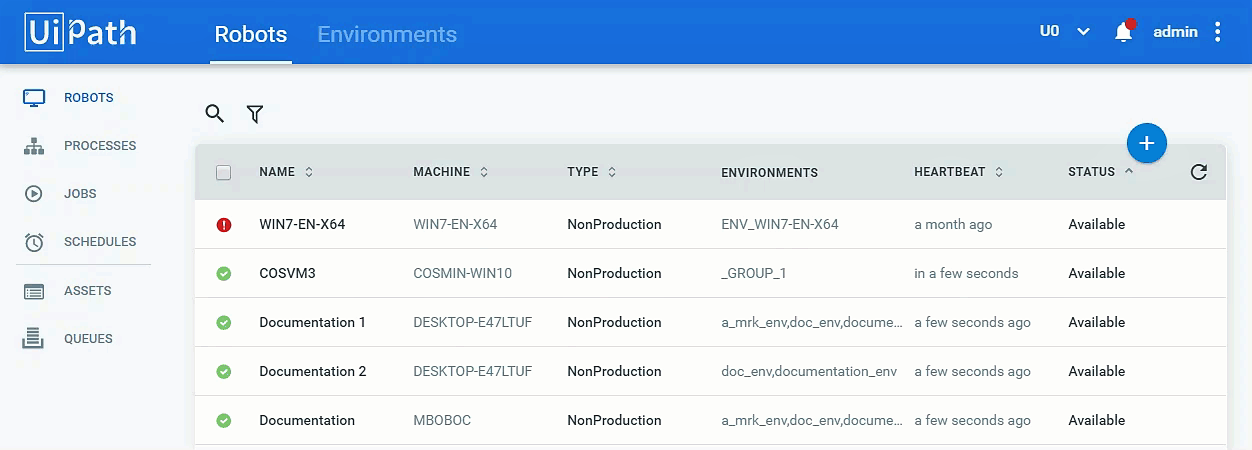 UiPath Robots Environments U0 admin
ROBOTS
PROCESSES
JOBS
SCHEDULES
ASSETS
QUEUES
NAME MACHINE TYPE ENVIRONMENTS HEARTBEAT STATUS
WIN7-EN-X64 WIN7-EN-X64 NonProduction ENV_WIN7-EN-X64 a month ago Available
COSVM3 COSMIN-WIN10 NonProduction _GROUP_1 in a few seconds Available
Documentation 1 DESKTOP-E47LTUF NonProduction a_mrk_env,doc_env,docume... a few seconds ago Available
Documentation 2 DESKTOP-E47LTUF NonProduction doc_env,documentation_env a few seconds ago Available
Documentation MBOBOC NonProduction a_mrk_env,doc_env,docume... a few seconds ago Available